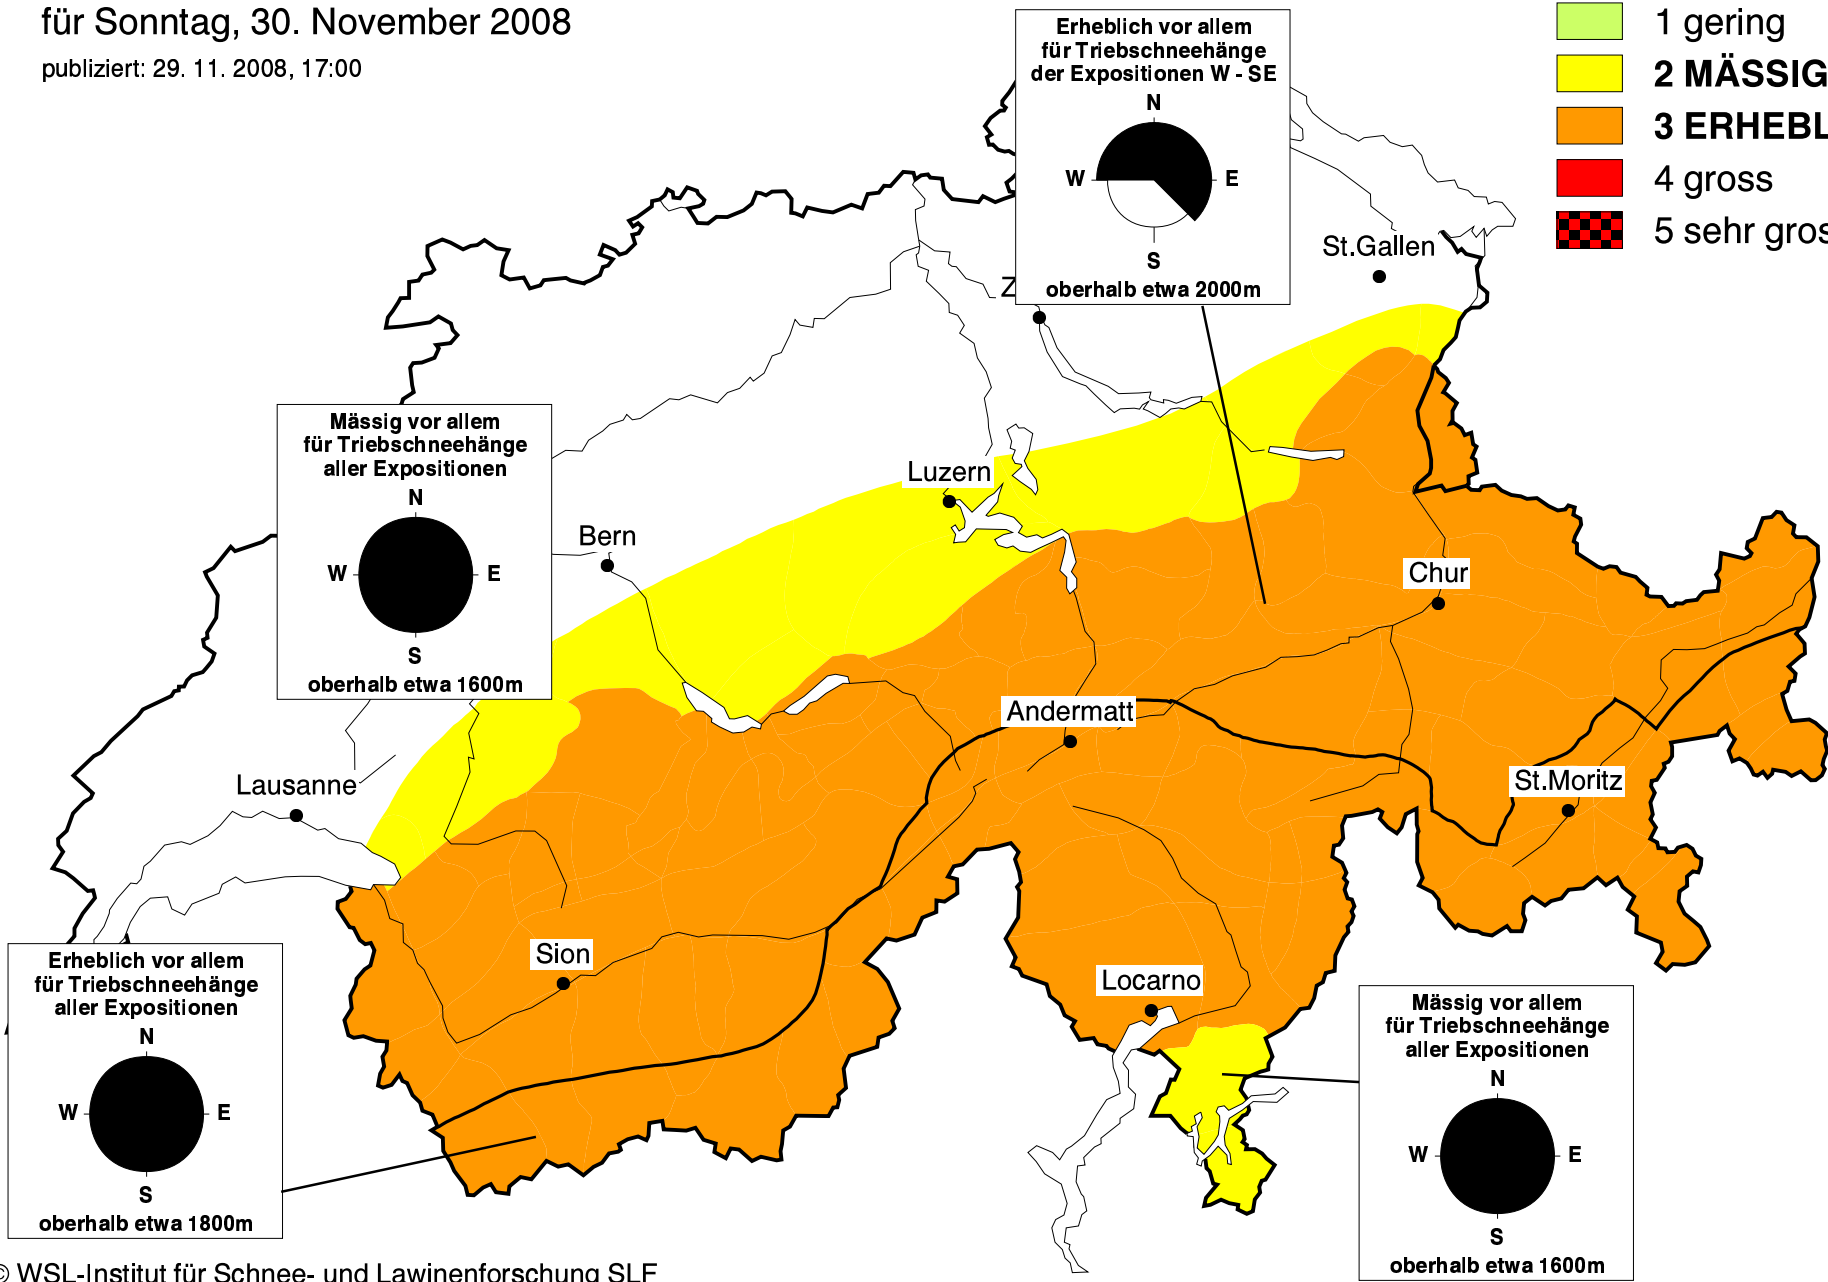 für Sonntag, 30. November 2008
publiziert: 29. 11. 2008, 17:00
1 gering
2 MÄSSIG
3 ERHEBL
4 gross
5 sehr gros
Erheblich vor allem
für Triebschneehänge
der Expositionen W - SE
N
W
E
S
oberhalb etwa 2000m
St.Gallen
Z
Mässig vor allem
für Triebschneehänge
aller Expositionen
N
W
E
S
oberhalb etwa 1600m
Luzern
Bern
Chur
Andermatt
St.Moritz
Lausanne
Sion
Locarno
Erheblich vor allem
für Triebschneehänge
aller Expositionen
N
W
E
S
oberhalb etwa 1800m
Mässig vor allem
für Triebschneehänge
aller Expositionen
N
W
E
S
oberhalb etwa 1600m
© WSL-Institut für Schnee- und Lawinenforschung SLF